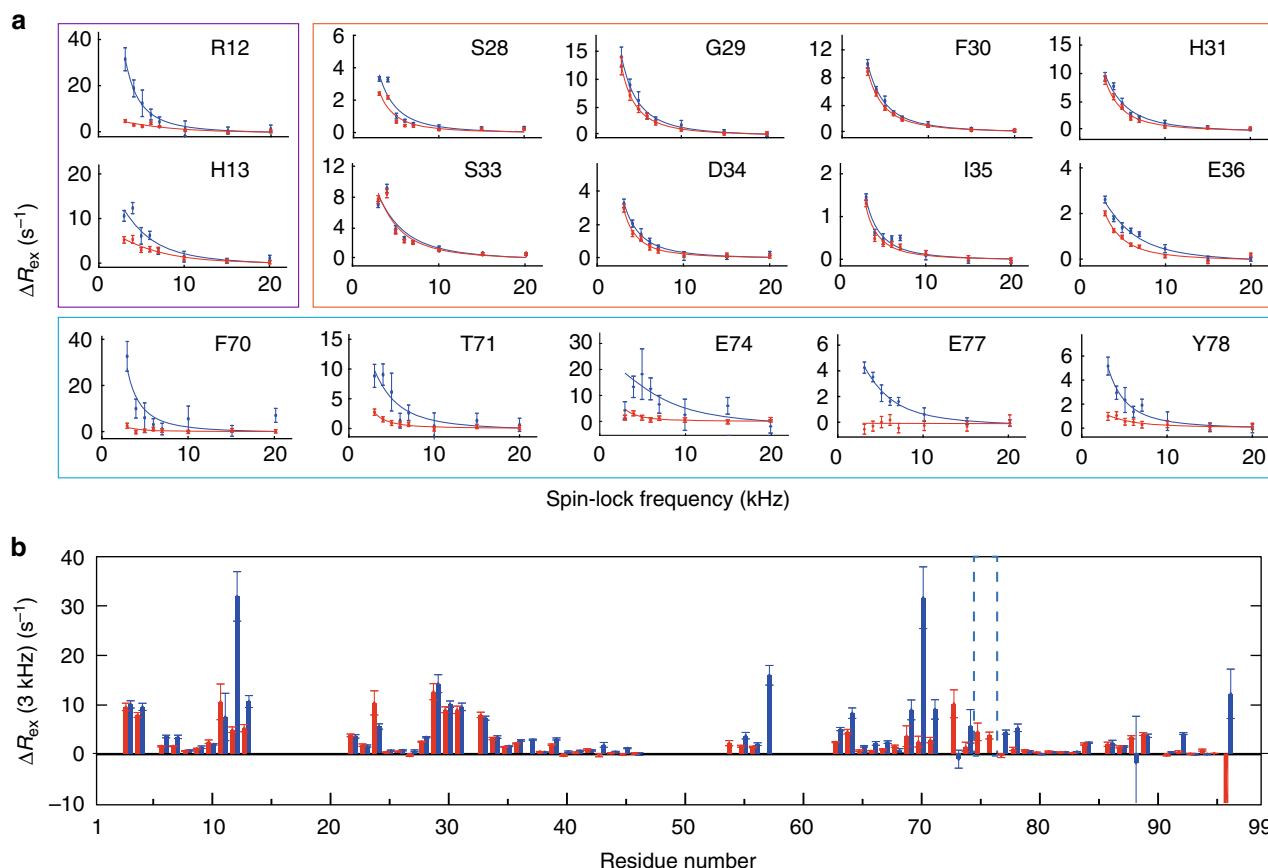 a
R12 S28 G29 F30 H31
40 20 0
6 4 2 0
15 10 5 0
12 8 4 0
15 10 5 0
H13 S33 D34 I35 E36
20 10 0
12 8 4 0
4 2 0
2 1 0
4 2 0
0 10 20 0 10 20 0 10 20 0 10 20 0 10 20
ΔRex (s−1)
F70 T71 E74 E77 Y78
40 20 0
15 10 5 0
30 20 10 0
6 4 2 0
6 4 2 0
0 10 20 0 10 20 0 10 20 0 10 20 0 10 20
Spin-lock frequency (kHz)
b
ΔRex (3 kHz) (s−1)
40
30
20
10
0
−10
1 10 20 30 40 50 60 70 80 90 99
Residue number